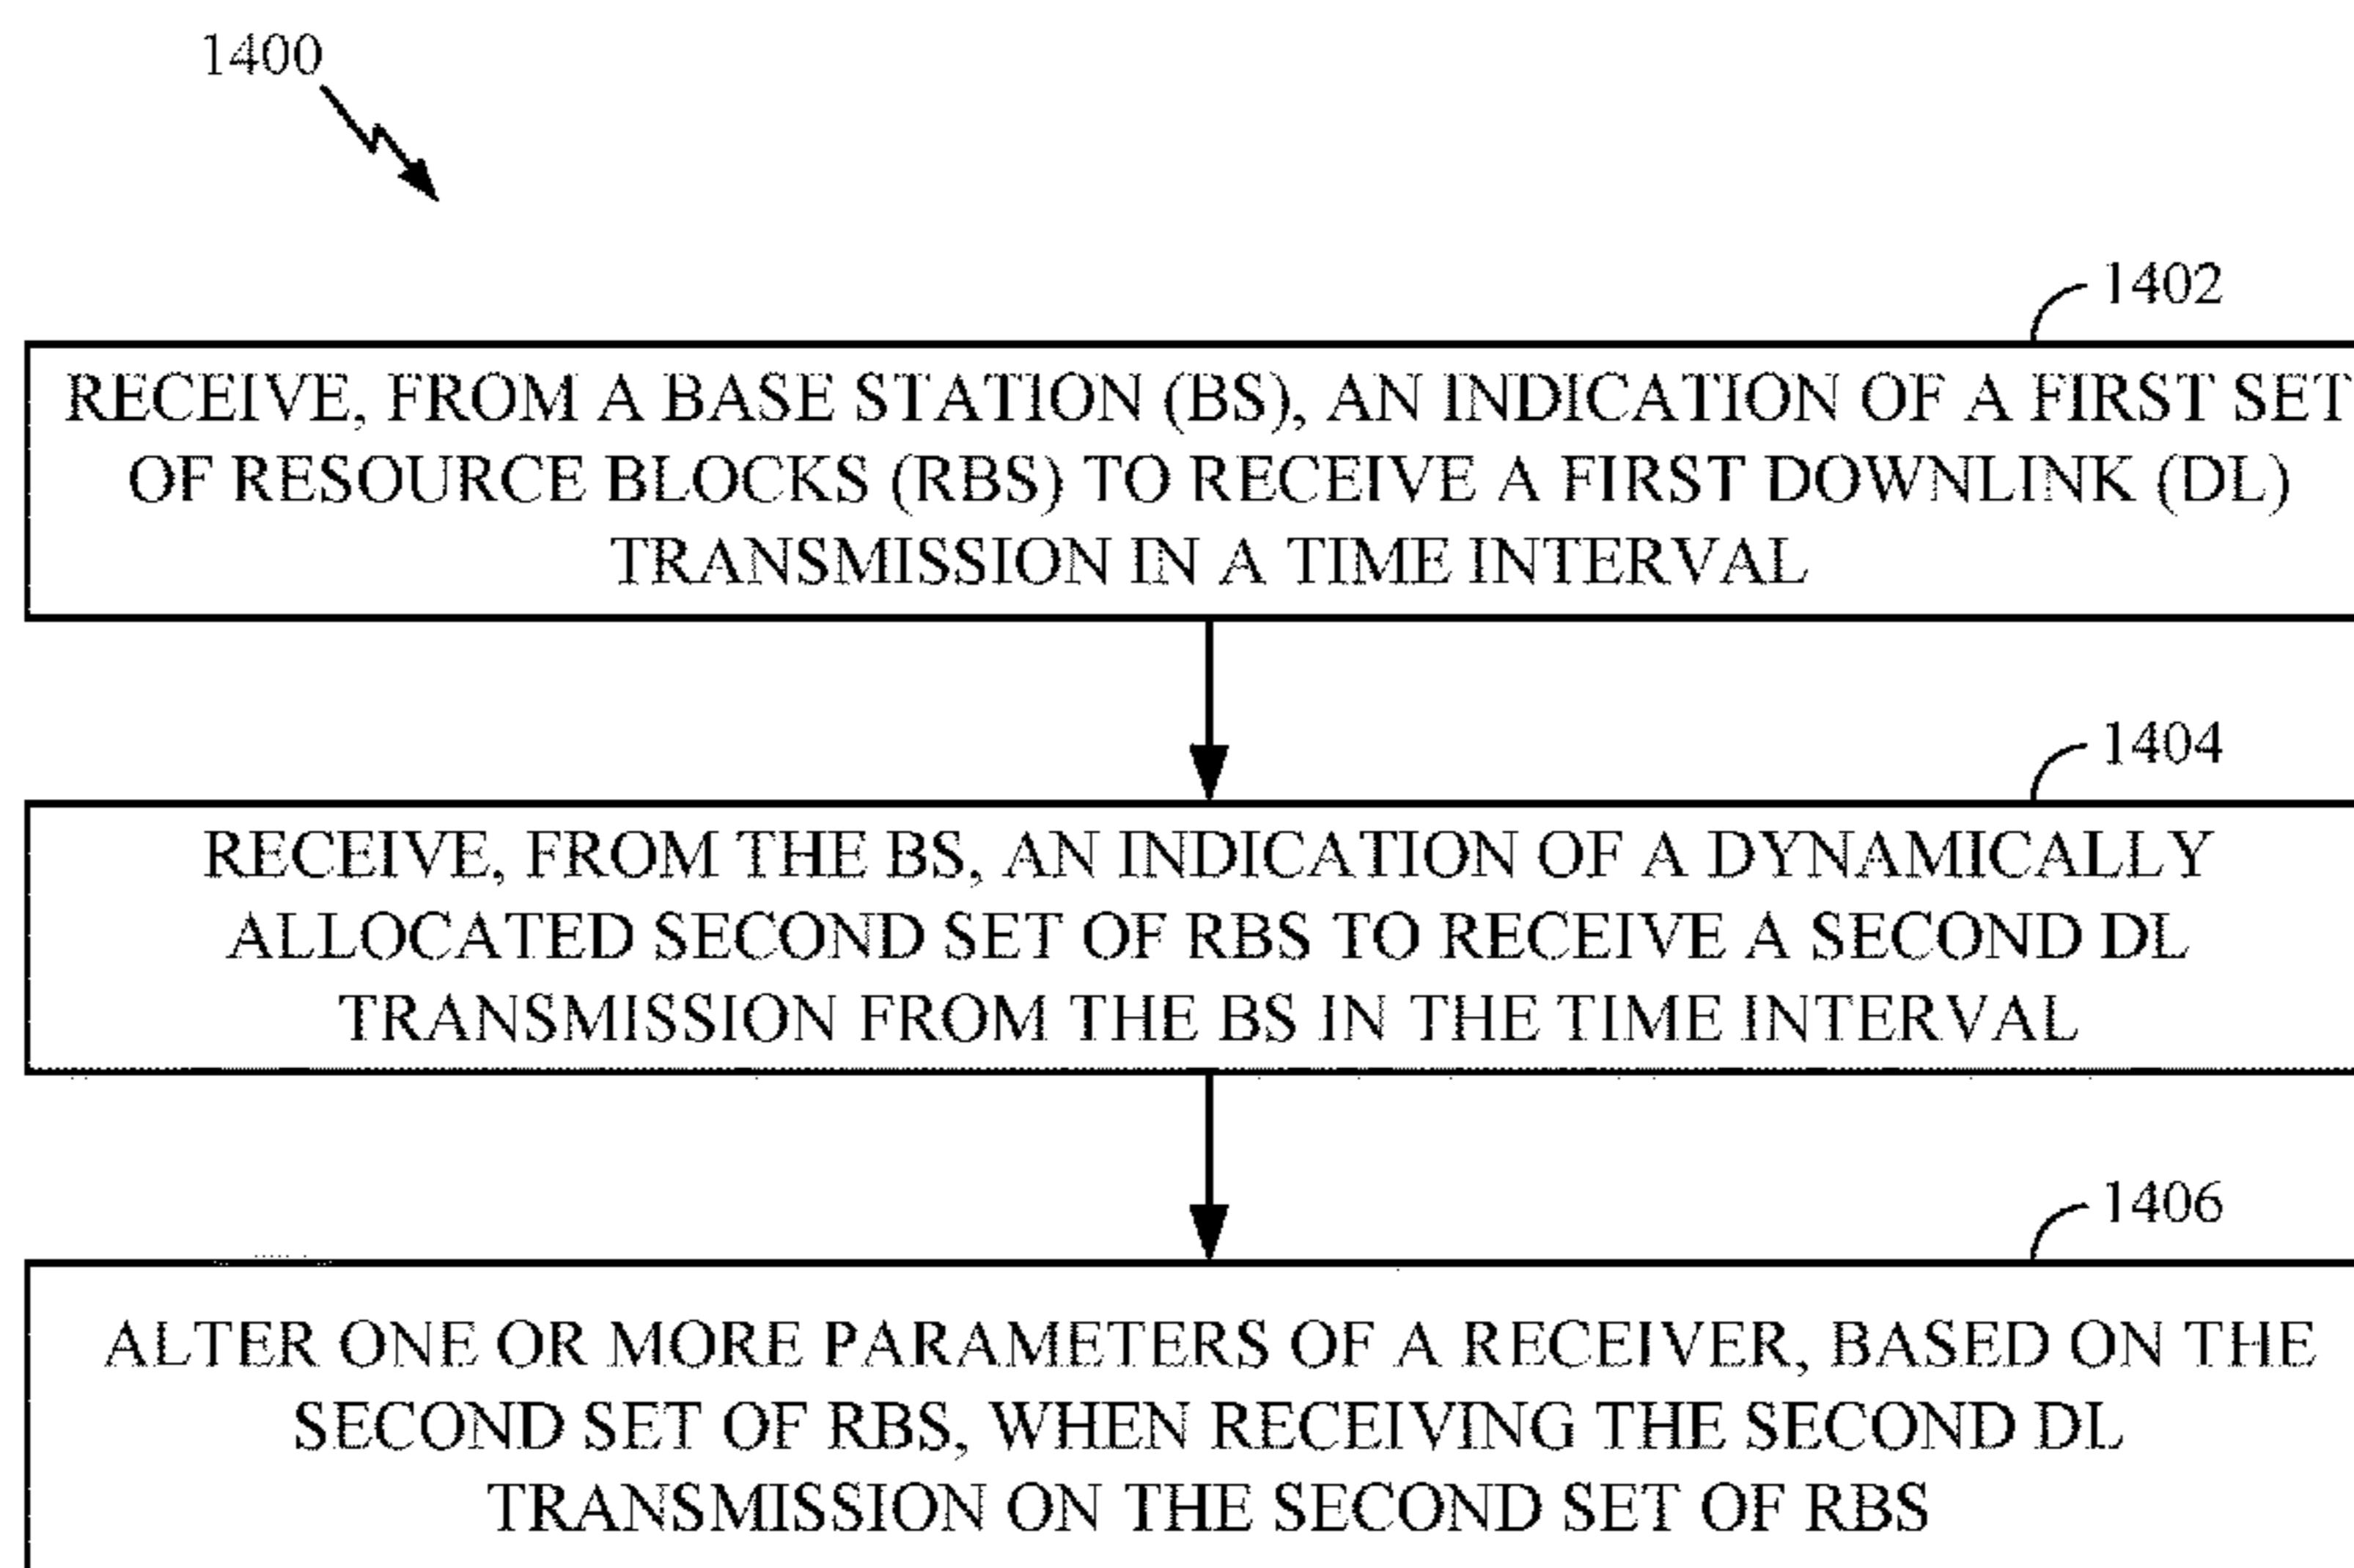 1400
1402
RECEIVE, FROM A BASE STATION (BS), AN INDICATION OF A FIRST SET
OF RESOURCE BLOCKS (RBS) TO RECEIVE A FIRST DOWNLINK (DL)
TRANSMISSION IN A TIME INTERVAL
1404
RECEIVE, FROM THE BS, AN INDICATION OF A DYNAMICALLY
ALLOCATED SECOND SET OF RBS TO RECEIVE A SECOND DL
TRANSMISSION FROM THE BS IN THE TIME INTERVAL
1406
ALTER ONE OR MORE PARAMETERS OF A RECEIVER, BASED ON THE
SECOND SET OF RBS, WHEN RECEIVING THE SECOND DL
TRANSMISSION ON THE SECOND SET OF RBS